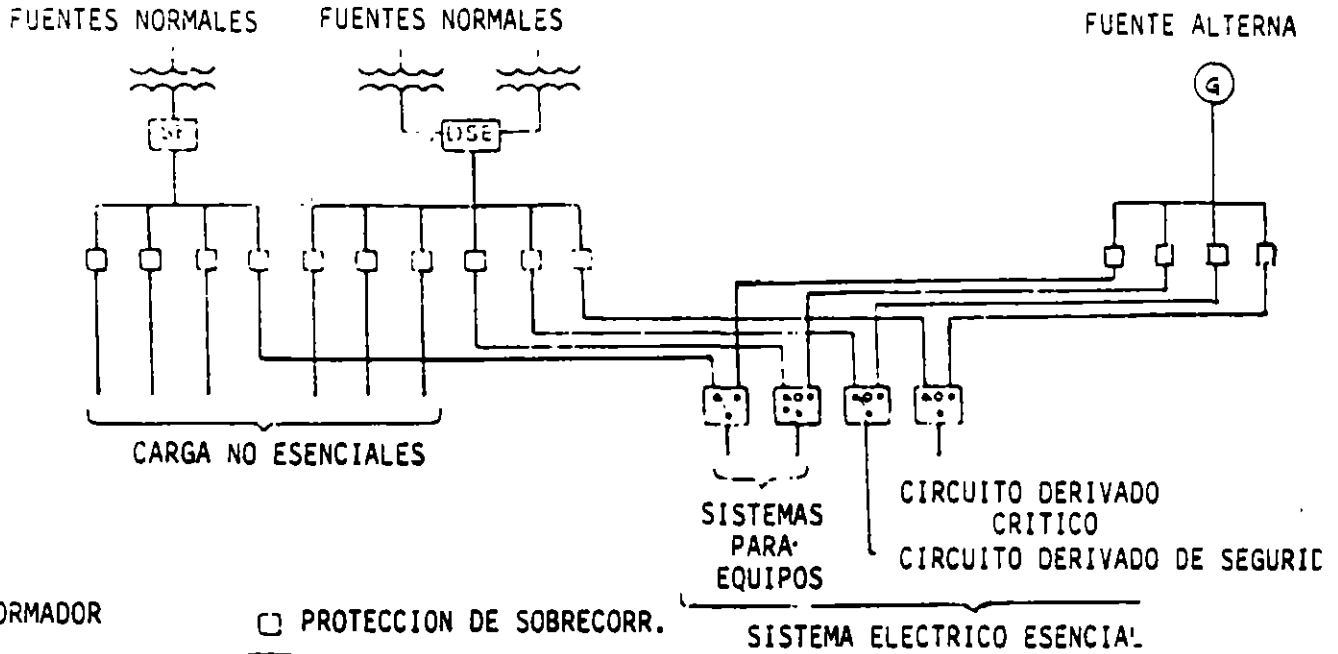 FUENTES NORMALES
FUENTES NORMALES
FUENTE ALTERNA
G
DSE
CARGA NO ESENCIALES
SISTEMAS
PARA
EQUIPOS
CIRCUITO DERIVADO
CRITICO
CIRCUITO DERIVADO DE SEGURID
SISTEMA ELECTRICO ESENCIAL
ORMADOR
PROTECCION DE SOBRECORR.